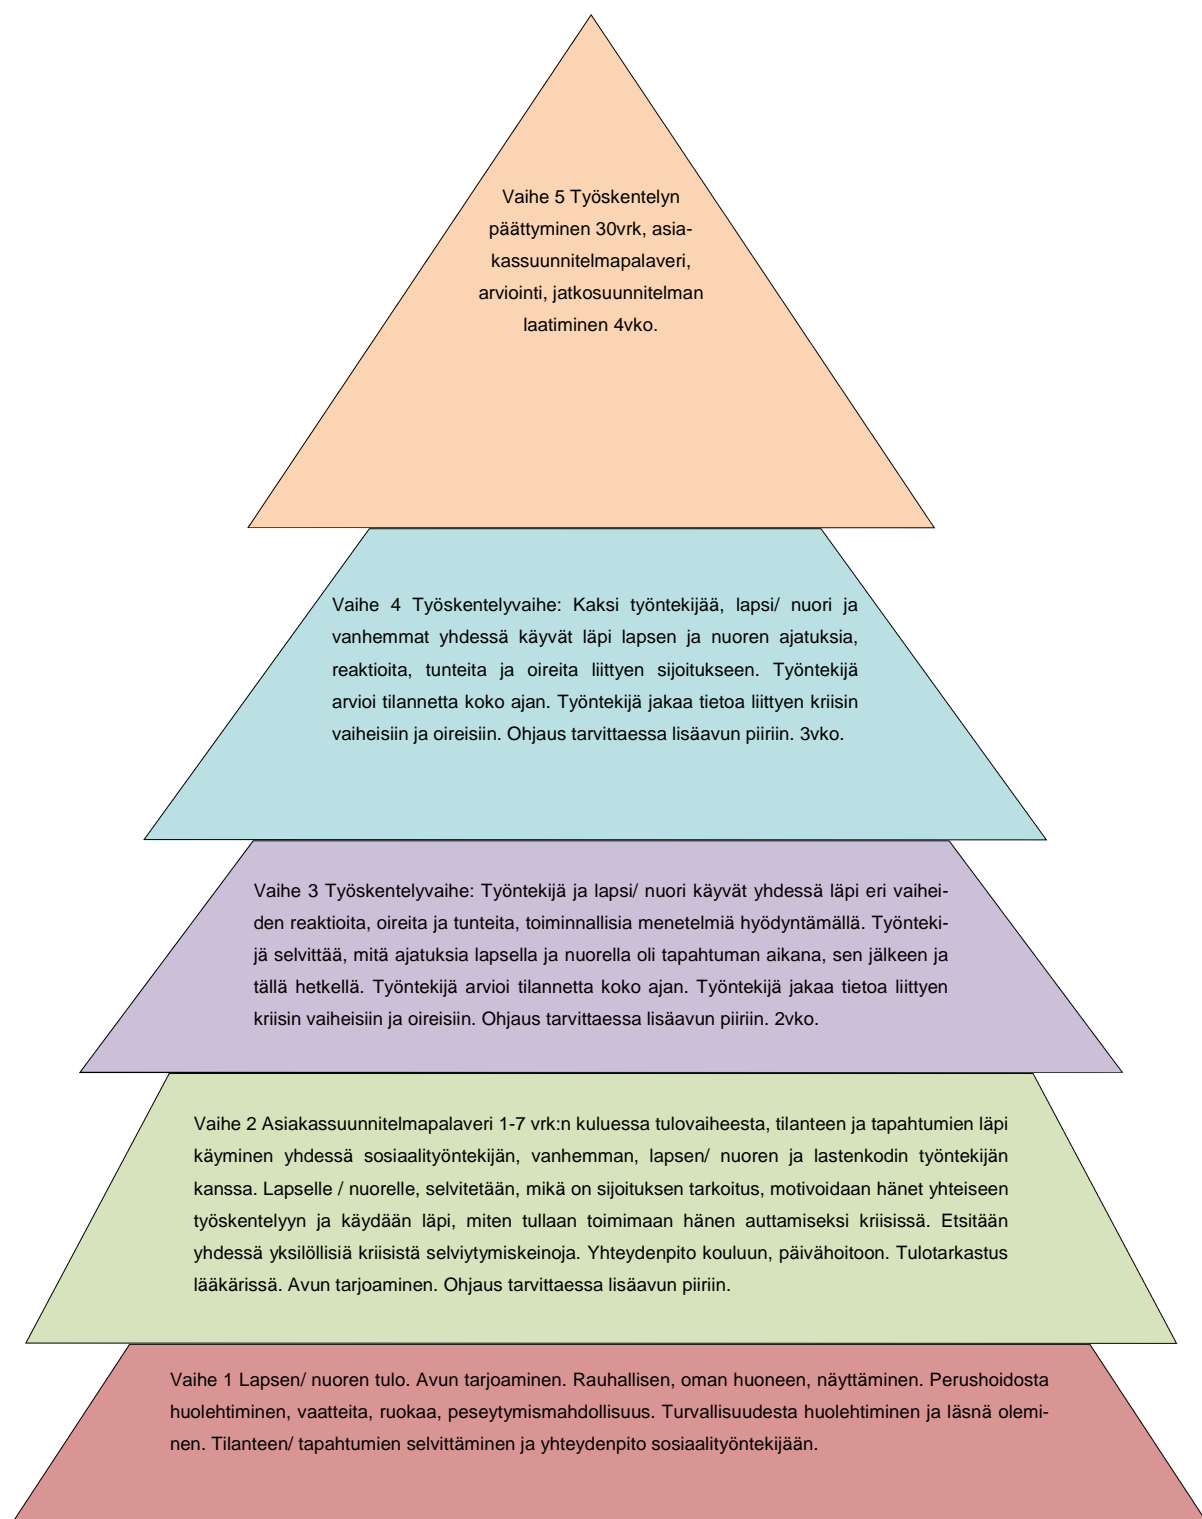 Vaihe 5 Työskentelyn
päättyminen 30vrk, asia-
kassuunnitelmapalaveri,
arviointi, jatkosuunnitelman
laatiminen 4vko.
Vaihe 4 Työskentelyvaihe: Kaksi työntekijää, lapsi/ nuori ja
vanhemmat yhdessä käyvät läpi lapsen ja nuoren ajatuksia,
reaktioita, tunteita ja oireita liittyen sijoitukseen. Työntekijä
arvioi tilannetta koko ajan. Työntekijä jakaa tietoa liittyen kriisin
vaiheisiin ja oireisiin. Ohjaus tarvittaessa lisäavun piiriin. 3vko.
Vaihe 3 Työskentelyvaihe: Työntekijä ja lapsi/ nuori käyvät yhdessä läpi eri vaihei-
den reaktioita, oireita ja tunteita, toiminnallisia menetelmiä hyödyntämällä. Työnteki-
jä selvittää, mitä ajatuksia lapsella ja nuorella oli tapahtuman aikana, sen jälkeen ja
tällä hetkellä. Työntekijä arvioi tilannetta koko ajan. Työntekijä jakaa tietoa liittyen
kriisin vaiheisiin ja oireisiin. Ohjaus tarvittaessa lisäavun piiriin. 2vko.
Vaihe 2 Asiakassuunnitelmapalaveri 1-7 vrk:n kuluessa tulovaiheesta, tilanteen ja tapahtumien läpi
käyminen yhdessä sosiaalityöntekijän, vanhemman, lapsen/ nuoren ja lastenkodin työntekijän
kanssa. Lapselle / nuorelle, selvitetään, mikä on sijoituksen tarkoitus, motivoidaan hänet yhteiseen
työskentelyyn ja käydään läpi, miten tullaan toimimaan hänen auttamiseksi kriisissä. Etsitään
yhdessä yksilöllisiä kriisistä selviytymiskeinoja. Yhteydenpito kouluun, päivähoitoon. Tulotarkastus
lääkärissä. Avun tarjoaminen. Ohjaus tarvittaessa lisäavun piiriin.
Vaihe 1 Lapsen/ nuoren tulo. Avun tarjoaminen. Rauhallisen, oman huoneen, näyttäminen. Perushoidosta
huolehtiminen, vaatteita, ruokaa, peseytymismahdollisuus. Turvallisuudesta huolehtiminen ja läsnä olemi-
nen. Tilanteen/ tapahtumien selvittäminen ja yhteydenpito sosiaalityöntekijään.